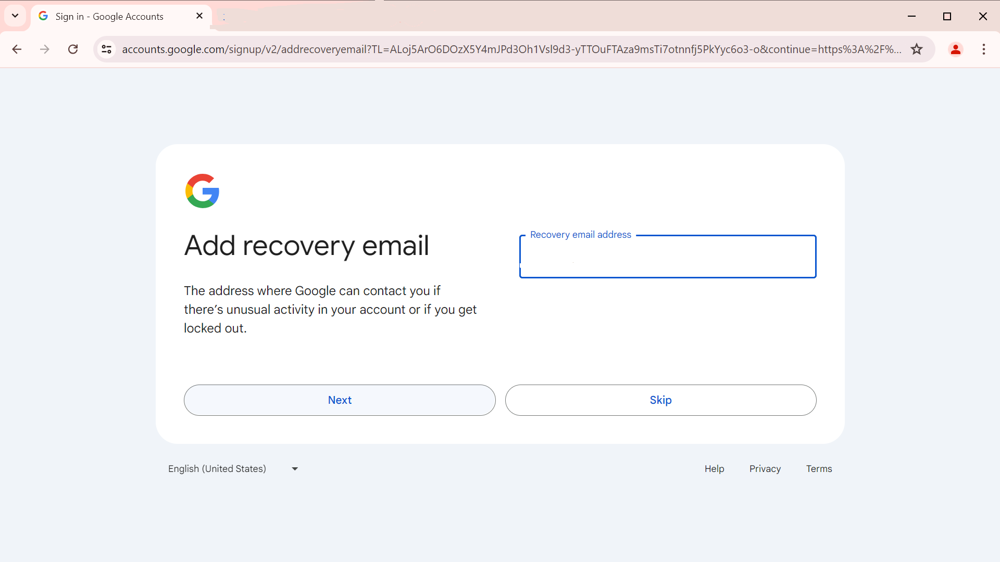 Sign in - Google Accounts
accounts.google.com/signup/v2/addrecoveryemail?TL=ALoj5ArO6DOzX5Y4mJPd3Oh1Vsl9d3-yTTOuFTAza9msTi7otnnfj5PkYyc6o3-o&continue=https%3A%2F%...
Add recovery email
Recovery email address
The address where Google can contact you if
there’s unusual activity in your account or if you get
locked out.
Next
Skip
English (United States)
Help
Privacy
Terms